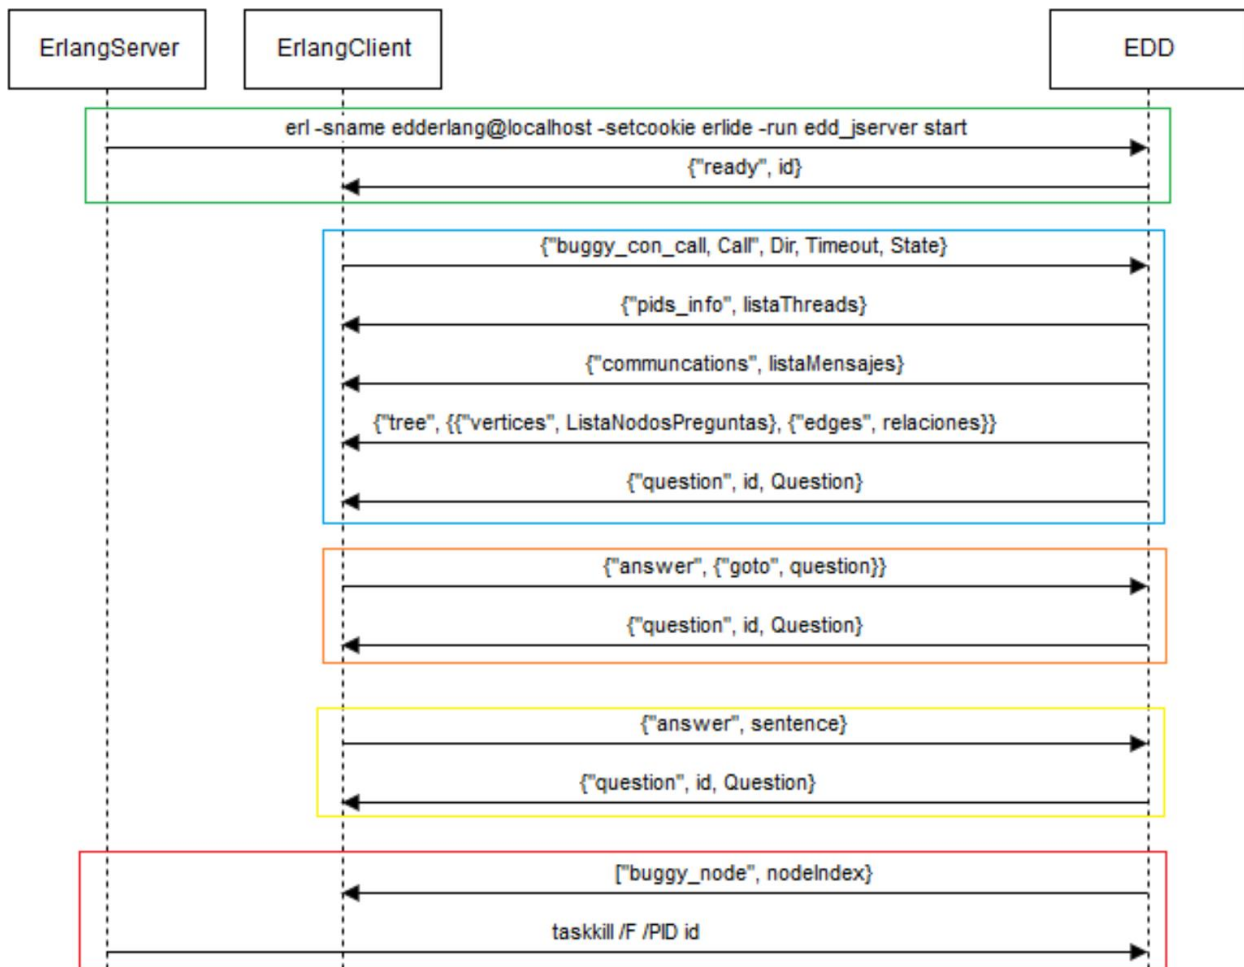 ErlangServer
ErlangClient
EDD
erl -sname edderlang@localhost -setcookie erlide -run edd_jserver start
{"ready", id}
{"buggy_con_call, Call", Dir, Timeout, State}
{"pids_info", listaThreads}
{"communcations", listaMensajes}
{"tree", {{"vertices", ListaNodosPreguntas}, {"edges", relaciones}}
{"question", id, Question}
{"answer", {"goto", question}}
{"question", id, Question}
{"answer", sentence}
{"question", id, Question}
["buggy_node", nodeIndex}
taskkill /F /PID id